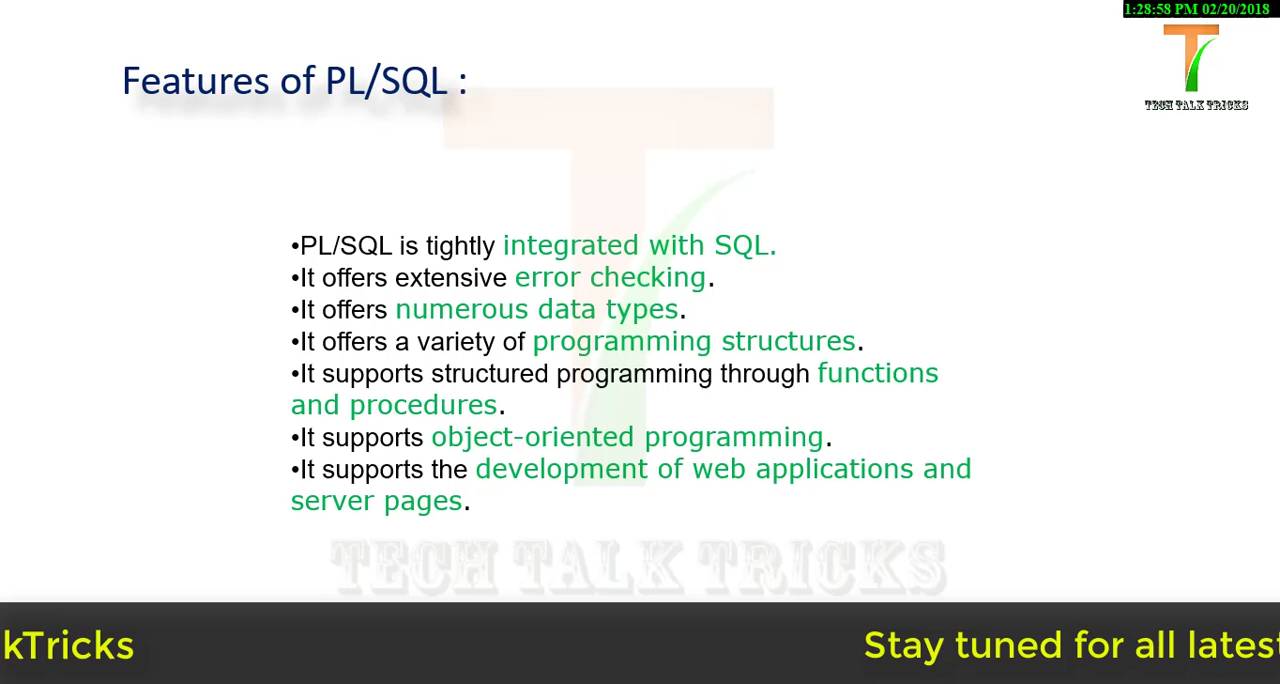 1:28:58 PM 02/20/2018
Features of PL/SQL :
TECH TALK TRICKS
•PL/SQL is tightly integrated with SQL.
•It offers extensive error checking.
•It offers numerous data types.
•It offers a variety of programming structures.
•It supports structured programming through functions
and procedures.
•It supports object-oriented programming.
•It supports the development of web applications and
server pages.
TECH TALK TRICKS
kTricks
Stay tuned for all latest